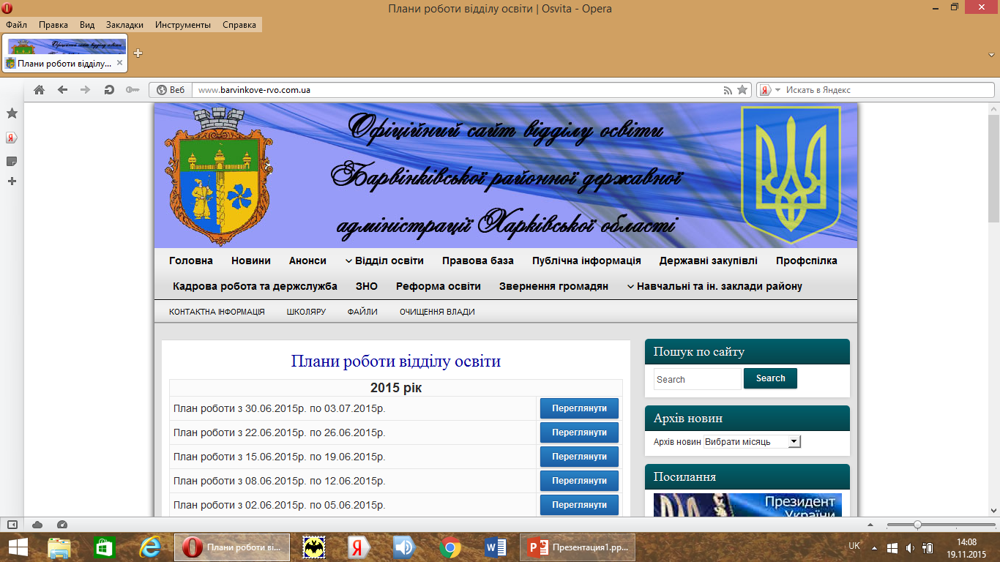 Плани роботи відділу освіти | Osvita - Opera
Файл Правка Вид Закладки Инструменты Справка
Плани роботи відділу...
Веб www.barvinkove-rvo.com.ua Искать в Яндекс
Офіційний сайт відділу освіти
Барвінківської районної державної
адміністрації Харківської області
Головна Новини Анонси Відділ освіти Правова база Публічна інформація Державні закупівлі Профспілка
Кадрова робота та держслужба ЗНО Реформа освіти Звернення громадян Навчальні та ін. заклади району
КОНТАКТНА ІНФОРМАЦІЯ ШКОЛЯРУ ФАЙЛИ ОЧИЩЕННЯ ВЛАДИ
Плани роботи відділу освіти
2015 рік
План роботи з 30.06.2015р. по 03.07.2015р. Переглянути
План роботи з 22.06.2015р. по 26.06.2015р. Переглянути
План роботи з 15.06.2015р. по 19.06.2015р. Переглянути
План роботи з 08.06.2015р. по 12.06.2015р. Переглянути
План роботи з 02.06.2015р. по 05.06.2015р. Переглянути
Пошук по сайту
Search Search
Архів новин
Архів новин Вибрати місяць
Посилання
Президент
України
Плани роботи ві...
Презентация1.pp...
UK
14:08
19.11.2015